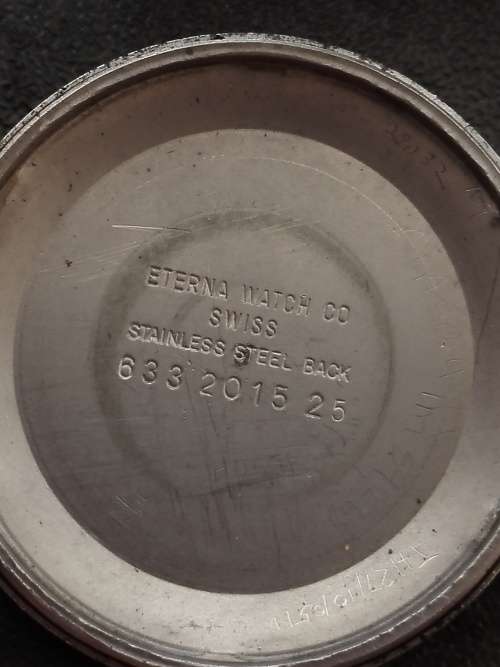 ETERNA WATCH CO
SWISS
STAINLESS STEEL BACK
633 2015 25